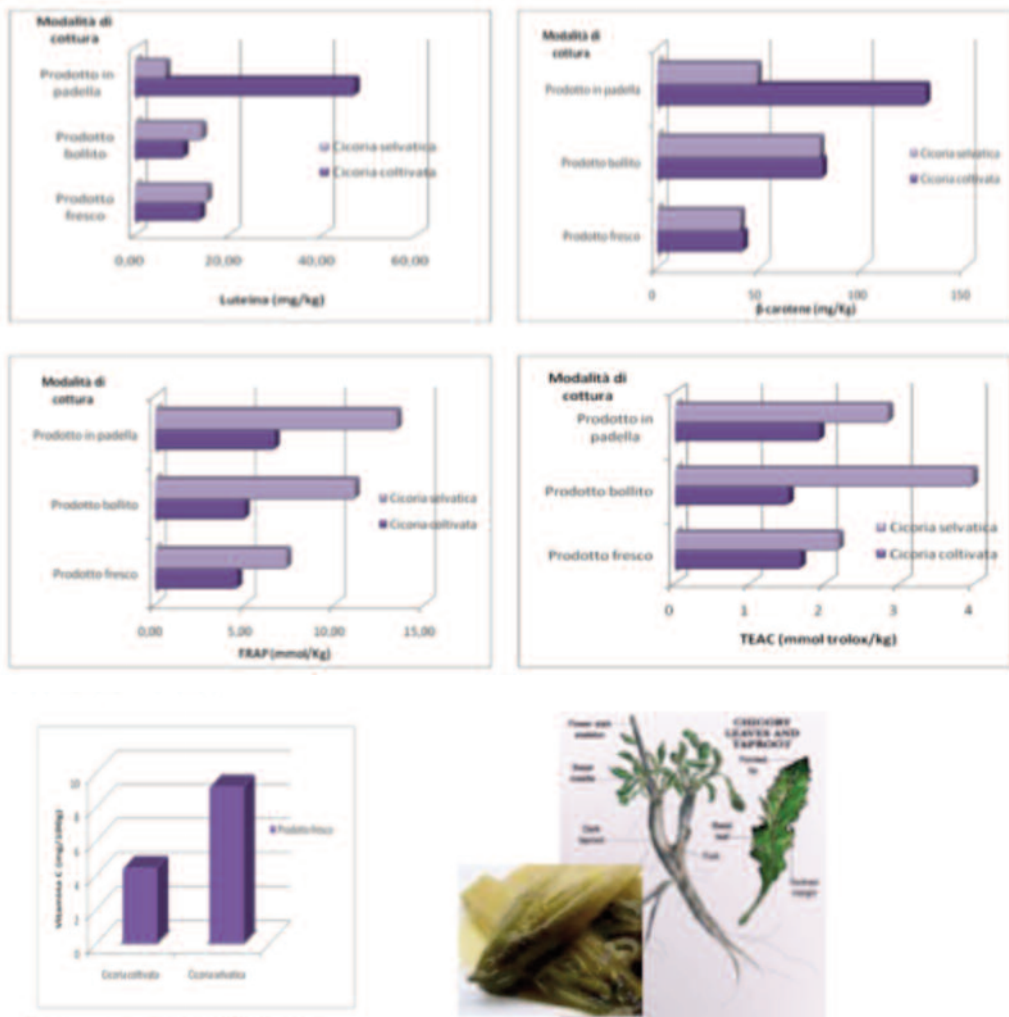 Modalità di
cottura
Prodotto in
padella
Prodotto
bollito
Prodotto
fresco
Cicoria selvatica
Cicoria coltivata
0,00 20,00 40,00 60,00
Luteina (mg/kg)
Modalità di
cottura
Prodotto in padella
Prodotto bollito
Prodotto fresco
Cicoria selvatica
Cicoria coltivata
0 50 100 150
β-carotene (mg/Kg)
Modalità di
cottura
Prodotto in padella
Prodotto bollito
Prodotto fresco
Cicoria selvatica
Cicoria coltivata
0,00 5,00 10,00 15,00
FRAP (mmol/Kg)
Modalità di
cottura
Prodotto in
padella
Prodotto bollito
Prodotto fresco
Cicoria selvatica
Cicoria coltivata
0 1 2 3 4
TEAC (mmol trolox/kg)
Vitamina C (mg/100g)
10
8
6
4
2
0
Cicoria coltivata Cicoria selvatica
Prodotto fresco
CHICORY
LEAVES AND
TAPROOT